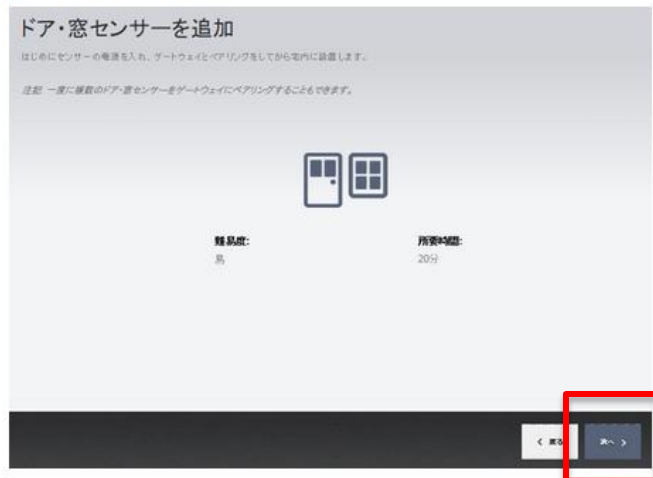 ドア・窓センサーを追加
はじめにセンサーの電源を入れ、ゲートウェイとペアリングをしてから宅内に設置します。
注記 一度に複数のドア・窓センサーをゲートウェイにペアリングすることもできます。
難易度: 所要時間:
易 20分
< 戻る 次へ >